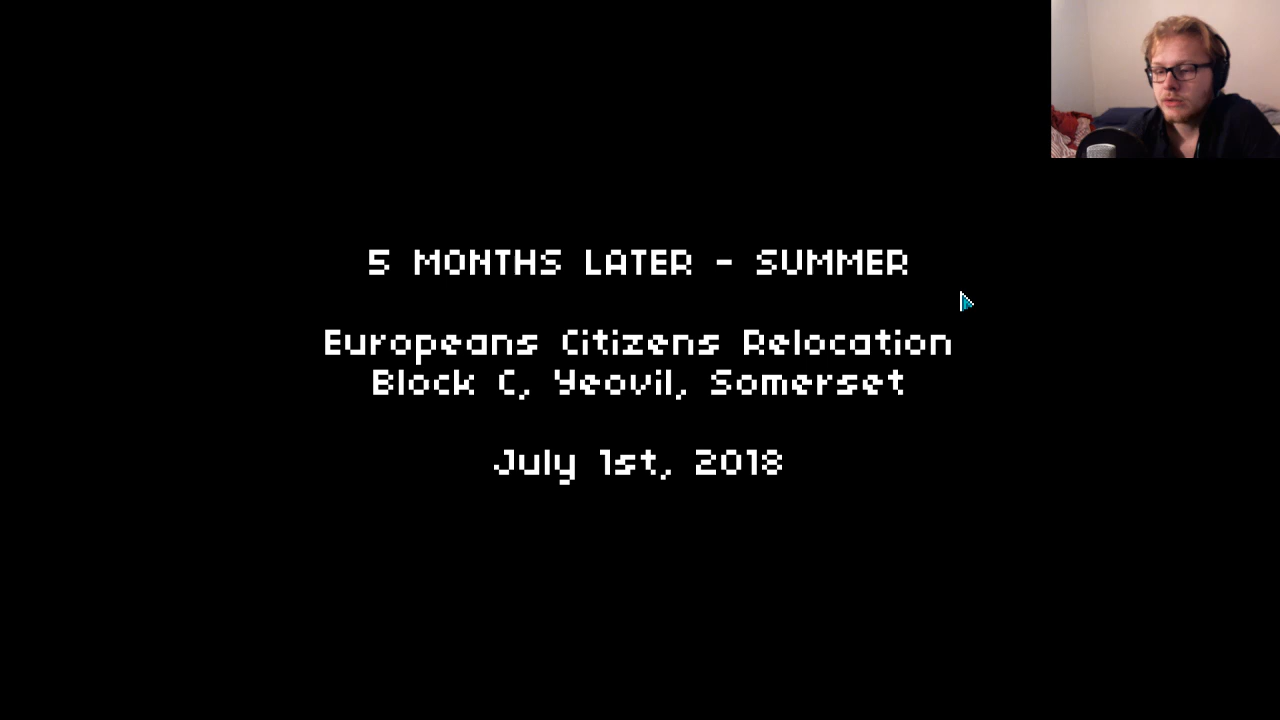 5 MONTHS LATER - SUMMER
Europeans Citizens Relocation
Block C, Yeovil, Somerset
July 1st, 2018